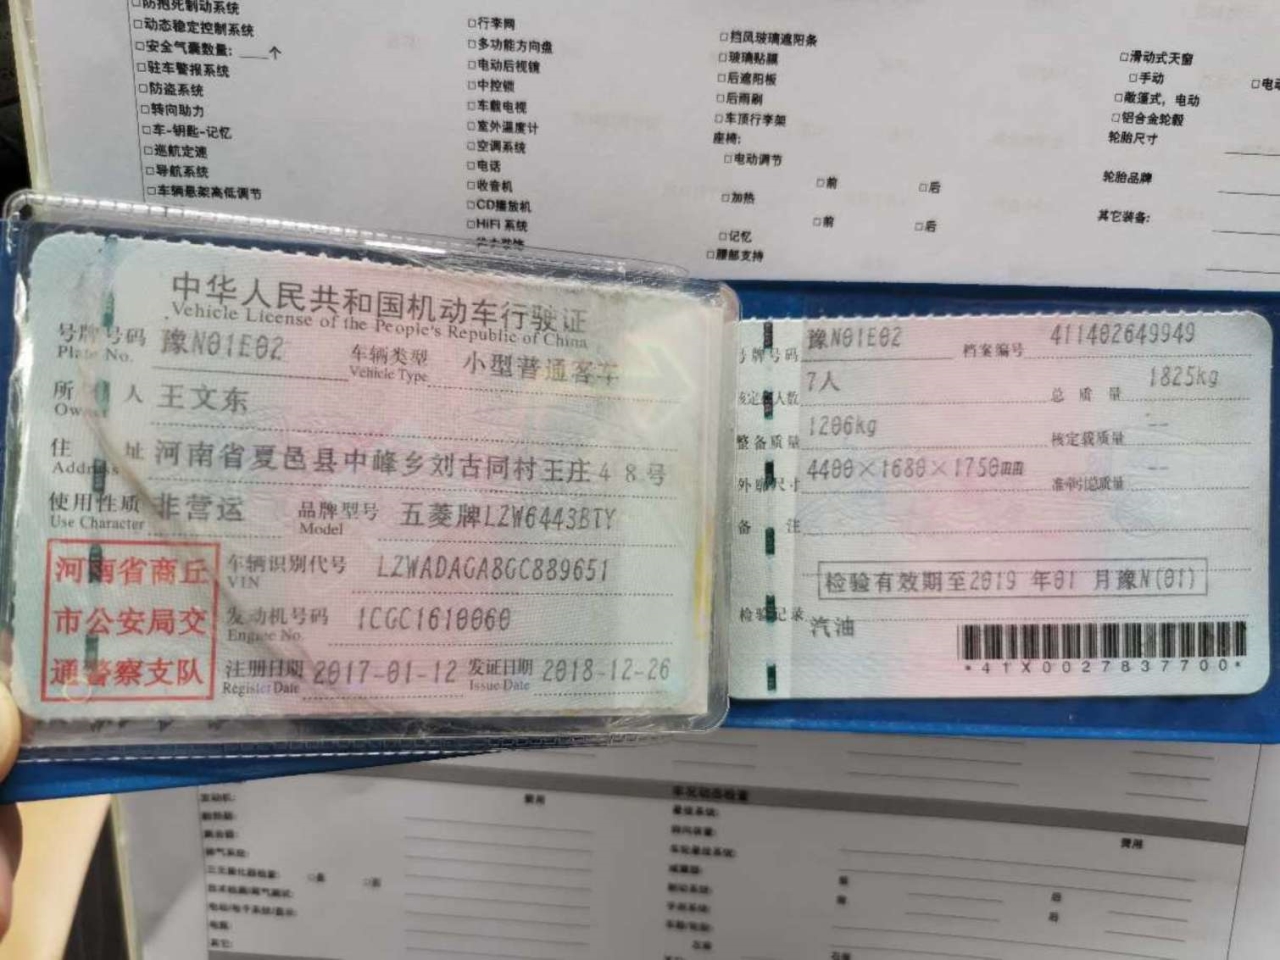 防抱死制动系统
□动态稳定控制系统
□安全气囊数量:____个
□驻车警报系统
□防盗系统
□转向助力
□车-钥匙-记忆
□巡航定速
□导航系统
□车辆悬架高低调节
□行李网
□多功能方向盘
□电动后视镜
□中控锁
□车载电视
□室外温度计
□空调系统
□电话
□收音机
□CD播放机
□HiFi 系统
□挡风玻璃遮阳条
□玻璃贴膜
□后遮阳板
□后雨刷
□车顶行李架
座椅:
□电动调节
□前 □后
□加热
□前 □后
□记忆
□腰部支持
□滑动式天窗
□手动 □电动
□敞篷式，电动
□铝合金轮毂
轮胎尺寸
轮胎品牌
其它装备:
中华人民共和国机动车行驶证
Vehicle License of the People's Republic of China
号牌号码 豫N01E02 车辆类型 小型普通客车
Plate No. Vehicle Type
所有人 王文东
Owner
住址 河南省夏邑县中峰乡刘古同村王庄48号
Address
使用性质 非营运 品牌型号 五菱牌LZW6443BTY
Use Character Model
河南省商丘
市公安局交
通警察支队
车辆识别代号 LZWADAGA8GC889651
VIN
发动机号码 1CGC1610060
Engine No.
注册日期 2017-01-12 发证日期 2018-12-26
Register Date Issue Date
号牌号码 豫N01E02 档案编号 411402649949
核定载人数 7人 总质量 1825kg
整备质量 1206kg 核定载质量 --
外廓尺寸 4400×1680×1750mm 准牵引总质量 --
备注
检验有效期至2019 年01 月豫N(01)
检验记录
汽油
*41X0027837700*
费用
车况动态检查
费用